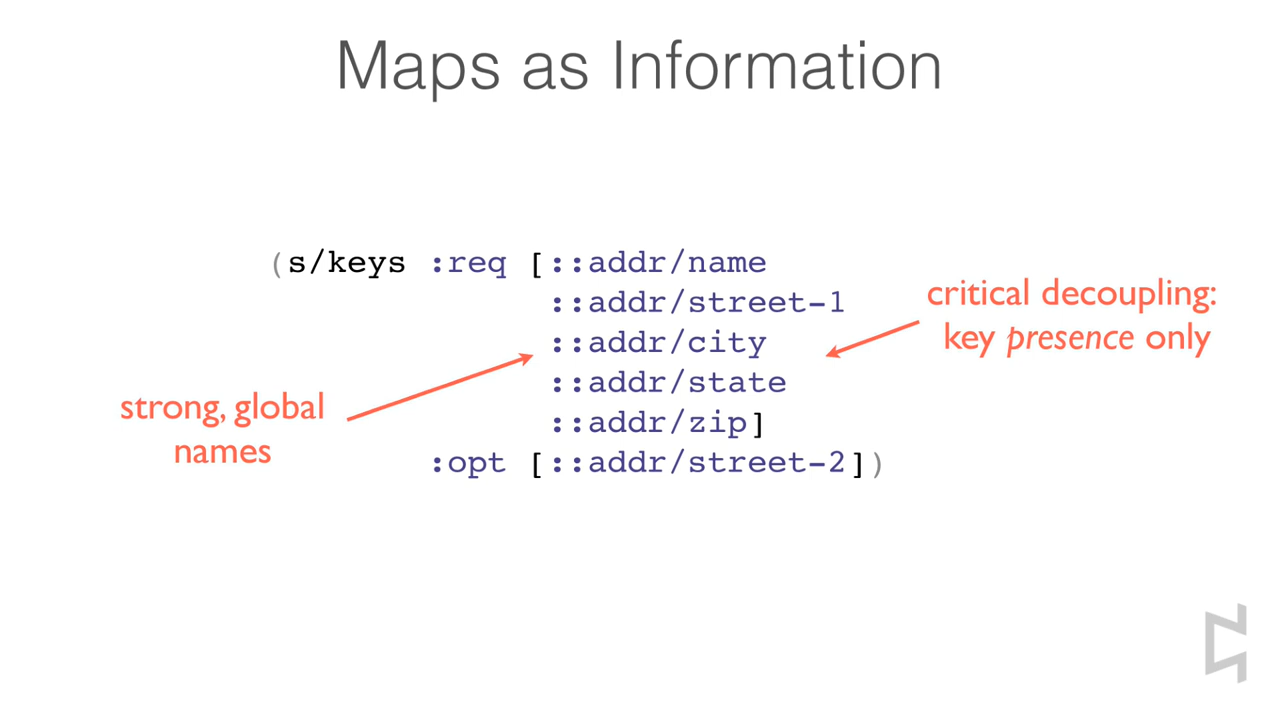 Maps as Information
(s/keys :req [::addr/name
::addr/street-1
::addr/city
::addr/state
::addr/zip]
:opt [::addr/street-2])
critical decoupling:
key presence only
strong, global
names